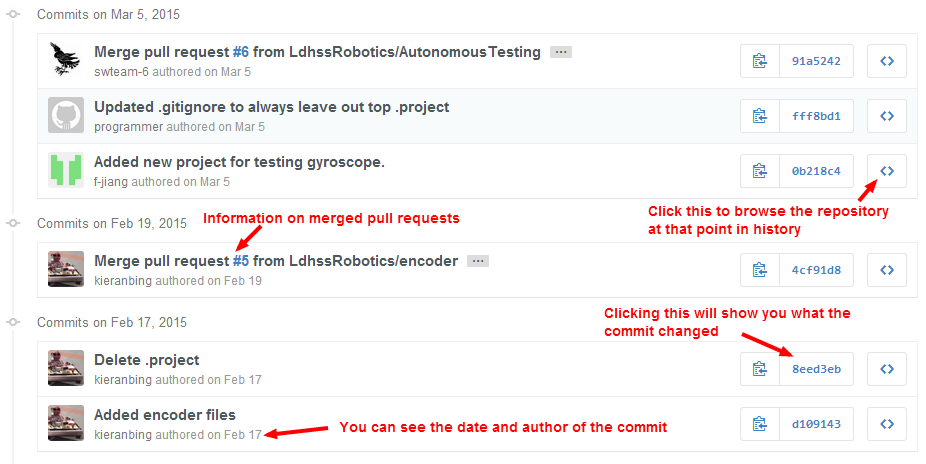 Commits on Mar 5, 2015
Merge pull request #6 from LdhssRobotics/AutonomousTesting ...
swteam-6 authored on Mar 5
91a5242
<>
Updated .gitignore to always leave out top .project
programmer authored on Mar 5
fff8bd1
<>
Added new project for testing gyroscope.
f-jiang authored on Mar 5
0b218c4
<>
Click this to browse the repository
at that point in history
Commits on Feb 19, 2015
Information on merged pull requests
Merge pull request #5 from LdhssRobotics/encoder ...
kieranbing authored on Feb 19
4cf91d8
<>
Commits on Feb 17, 2015
Clicking this will show you what the
commit changed
Delete .project
kieranbing authored on Feb 17
8eed3eb
<>
Added encoder files
kieranbing authored on Feb 17
You can see the date and author of the commit
d109143
<>